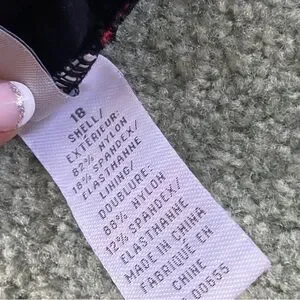 18
SHELL/
EXTERIEUR:
82% NYLON
18% SPANDEX/
ELASTHANNE
LINING/
DOUBLURE:
88% NYLON
12% SPANDEX/
ELASTHANNE
MADE IN CHINA
FABRIQUE EN
CHINE
00655